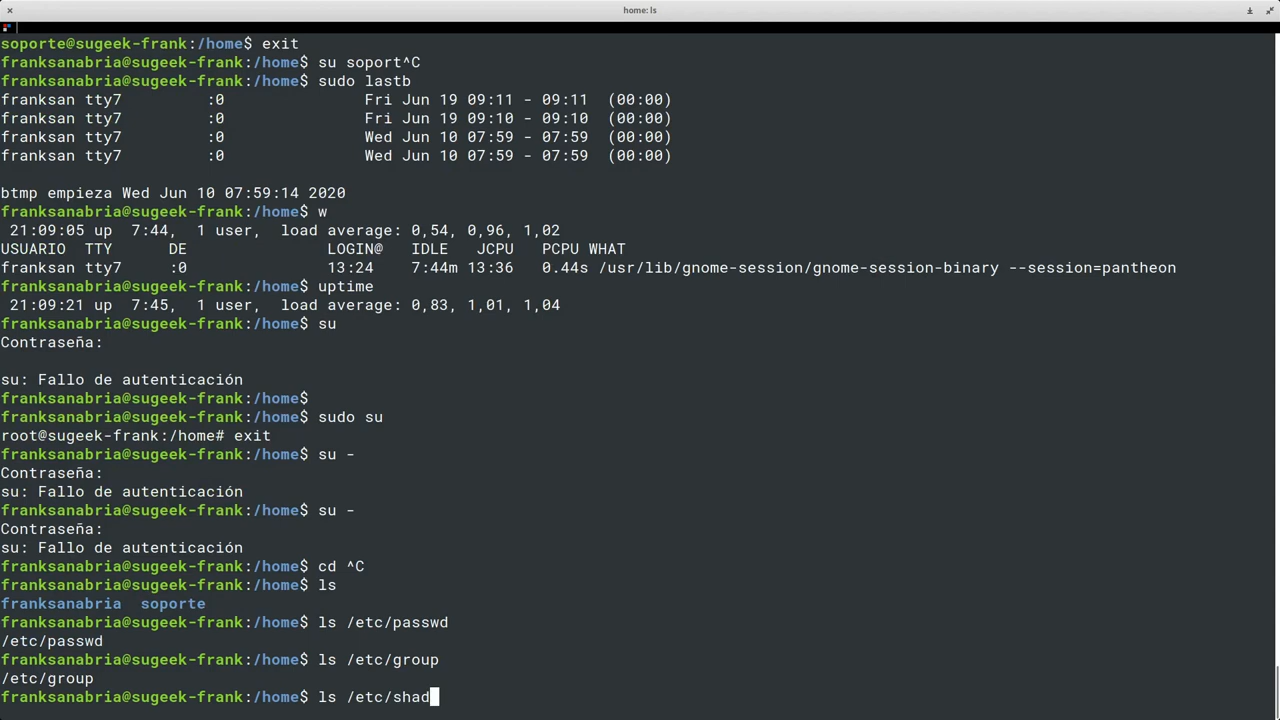 home: ls
soporte@sugeek-frank:/home$ exit
franksanabria@sugeek-frank:/home$ su soport^C
franksanabria@sugeek-frank:/home$ sudo lastb
franksan tty7         :0               Fri Jun 19 09:11 - 09:11  (00:00)
franksan tty7         :0               Fri Jun 19 09:10 - 09:10  (00:00)
franksan tty7         :0               Wed Jun 10 07:59 - 07:59  (00:00)
franksan tty7         :0               Wed Jun 10 07:59 - 07:59  (00:00)
btmp empieza Wed Jun 10 07:59:14 2020
franksanabria@sugeek-frank:/home$ w
 21:09:05 up  7:44,  1 user,  load average: 0,54, 0,96, 1,02
USUARIO  TTY      DE               LOGIN@   IDLE   JCPU   PCPU WHAT
franksan tty7     :0               13:24    7:44m 13:36   0.44s /usr/lib/gnome-session/gnome-session-binary --session=pantheon
franksanabria@sugeek-frank:/home$ uptime
 21:09:21 up  7:45,  1 user,  load average: 0,83, 1,01, 1,04
franksanabria@sugeek-frank:/home$ su
Contraseña:
su: Fallo de autenticación
franksanabria@sugeek-frank:/home$
franksanabria@sugeek-frank:/home$ sudo su
root@sugeek-frank:/home# exit
franksanabria@sugeek-frank:/home$ su -
Contraseña:
su: Fallo de autenticación
franksanabria@sugeek-frank:/home$ su -
Contraseña:
su: Fallo de autenticación
franksanabria@sugeek-frank:/home$ cd ^C
franksanabria@sugeek-frank:/home$ ls
franksanabria  soporte
franksanabria@sugeek-frank:/home$ ls /etc/passwd
/etc/passwd
franksanabria@sugeek-frank:/home$ ls /etc/group
/etc/group
franksanabria@sugeek-frank:/home$ ls /etc/shad